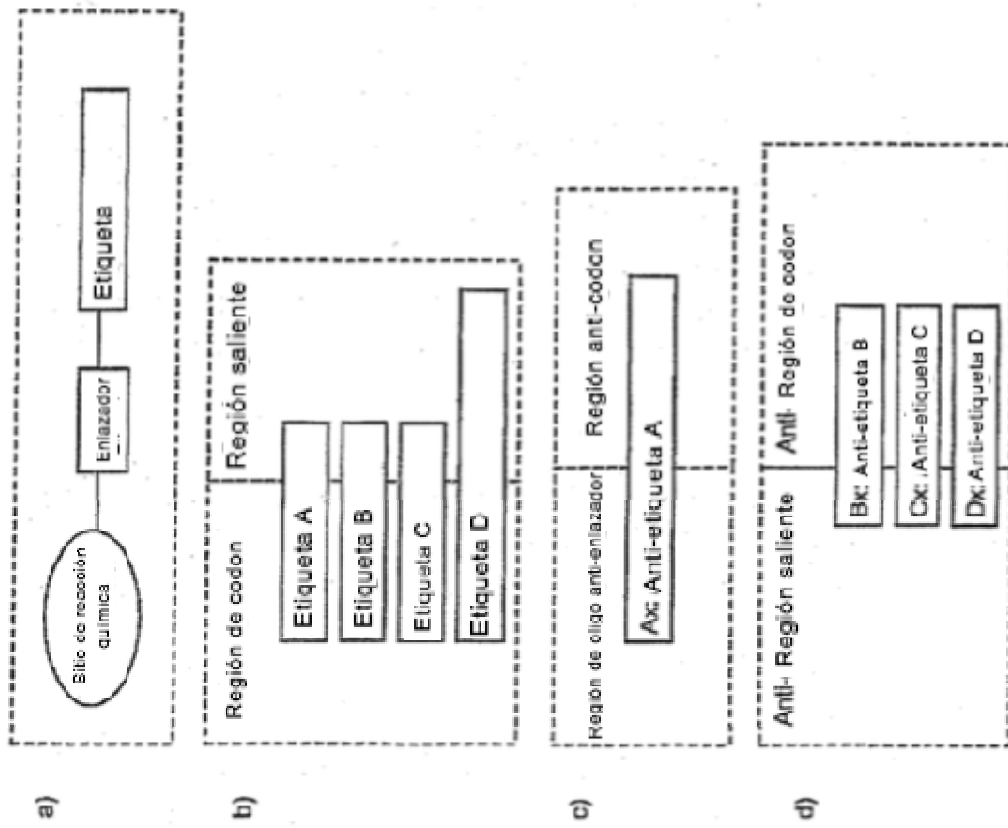 a)
Sitio de reacción
química
Enlazador
Etiqueta
b)
Región de codon
Región saliente
Etiqueta A
Etiqueta B
Etiqueta C
Etiqueta D
c)
Región de oligo anti-enlazador
Región anti-codon
Ax: Anti-etiqueta A
d)
Anti- Región saliente
Anti- Región de codon
Bx: Anti-etiqueta B
Cx: Anti-etiqueta C
Dx: Anti-etiqueta D